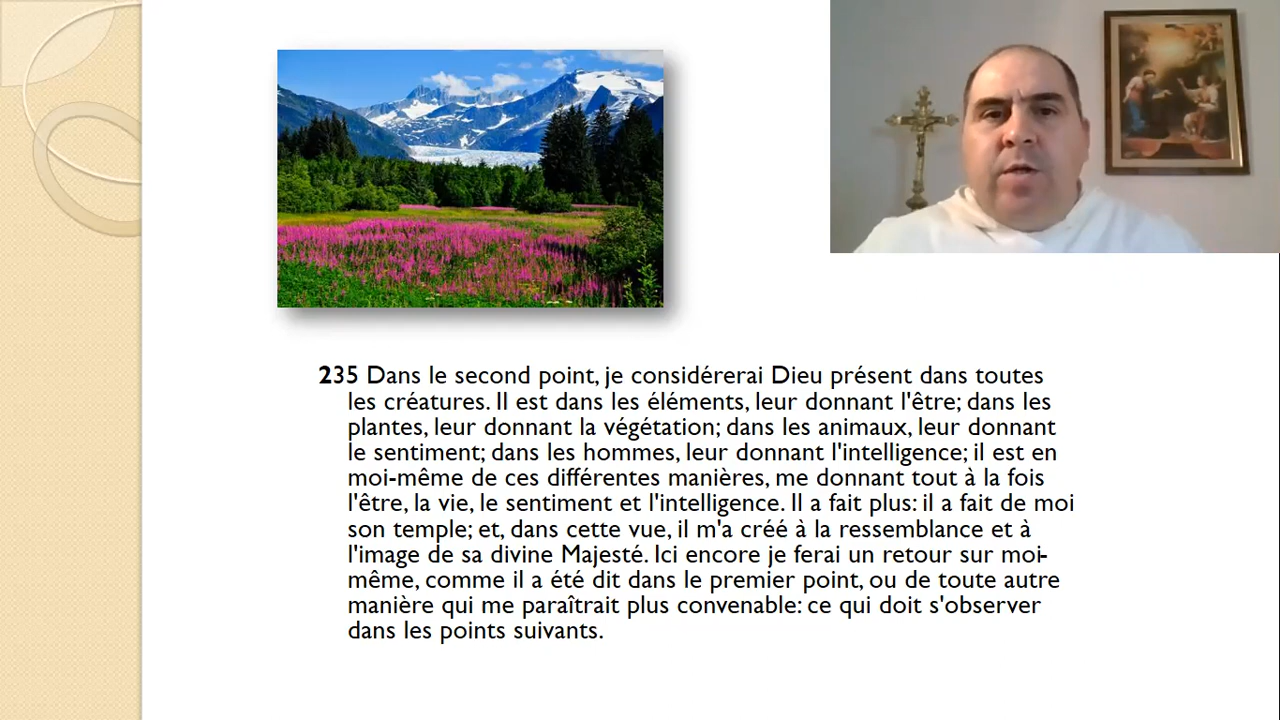 235 Dans le second point, je considérerai Dieu présent dans toutes
les créatures. Il est dans les éléments, leur donnant l'être; dans les
plantes, leur donnant la végétation; dans les animaux, leur donnant
le sentiment; dans les hommes, leur donnant l'intelligence; il est en
moi-même de ces différentes manières, me donnant tout à la fois
l'être, la vie, le sentiment et l'intelligence. Il a fait plus: il a fait de moi
son temple; et, dans cette vue, il m'a créé à la ressemblance et à
l'image de sa divine Majesté. Ici encore je ferai un retour sur moi-
même, comme il a été dit dans le premier point, ou de toute autre
manière qui me paraîtrait plus convenable: ce qui doit s'observer
dans les points suivants.